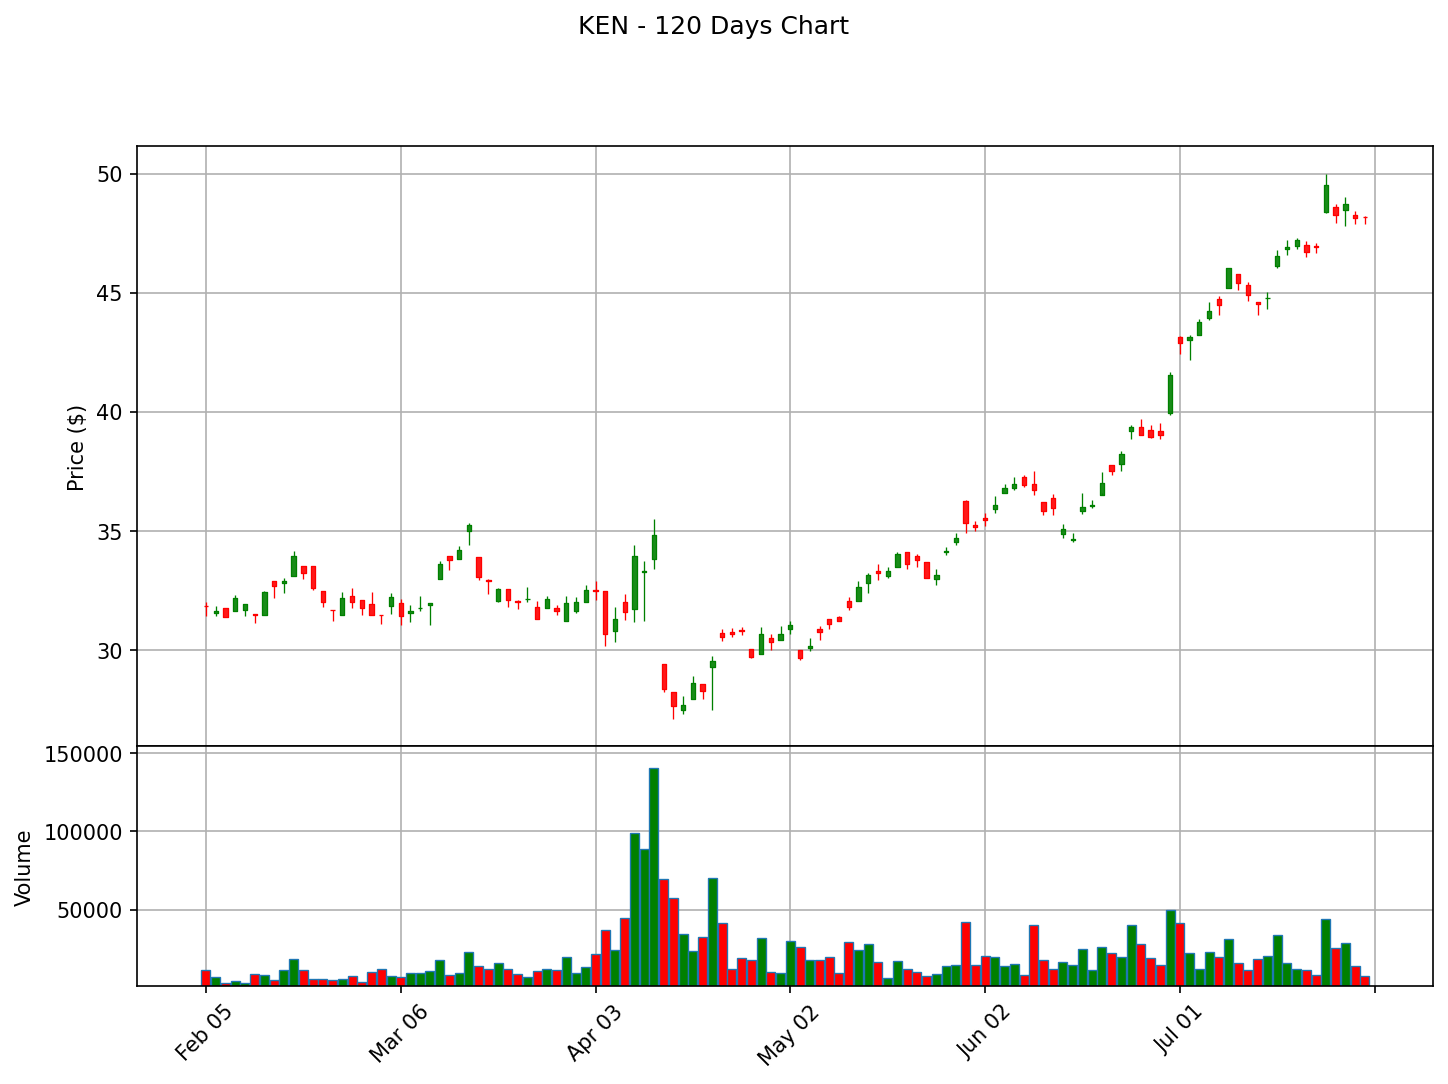 KEN - 120 Days Chart
50
45
40
35
30
Price ($)
150000
100000
50000
Volume
Feb 05
Mar 06
Apr 03
May 02
Jun 02
Jul 01